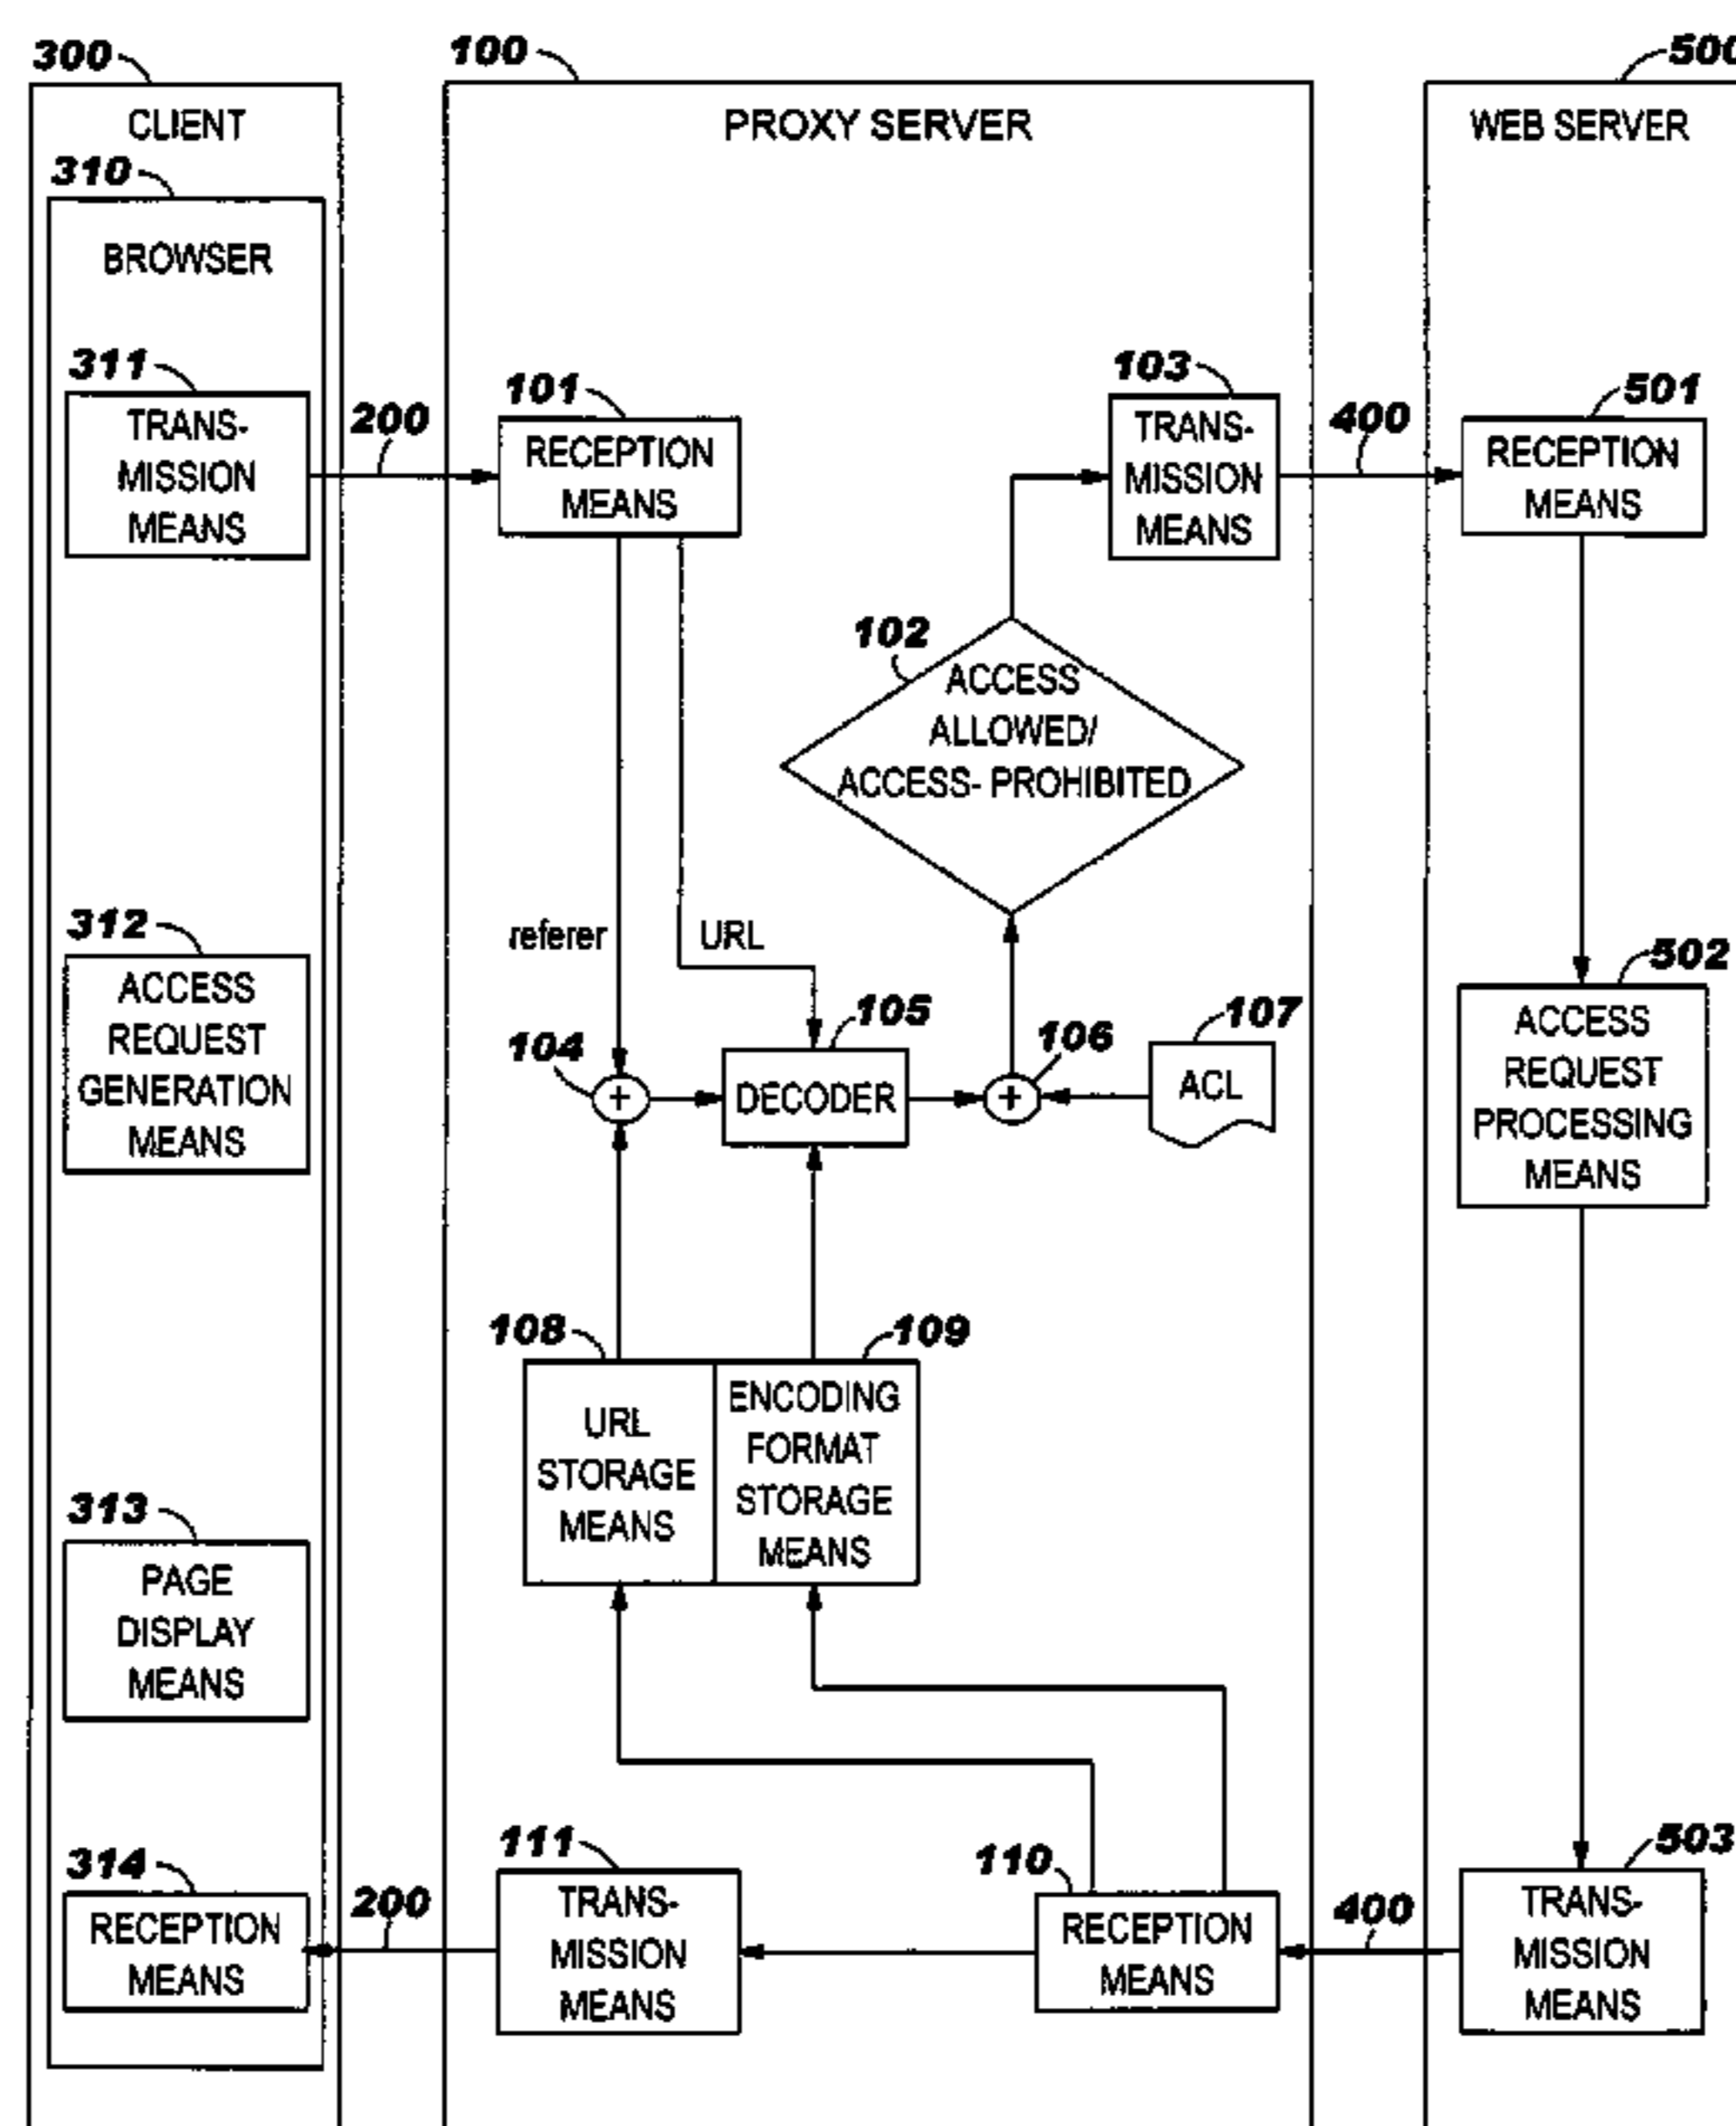 300
100
500
CLIENT
PROXY SERVER
WEB SERVER
310
BROWSER
311
TRANS-
MISSION
MEANS
200
101
RECEPTION
MEANS
103
TRANS-
MISSION
MEANS
400
501
RECEPTION
MEANS
102
ACCESS
ALLOWED/
ACCESS- PROHIBITED
312
ACCESS
REQUEST
GENERATION
MEANS
referer
URL
104
+
105
DECODER
106
+
107
ACL
502
ACCESS
REQUEST
PROCESSING
MEANS
108
URL
STORAGE
MEANS
109
ENCODING
FORMAT
STORAGE
MEANS
313
PAGE
DISPLAY
MEANS
314
RECEPTION
MEANS
200
111
TRANS-
MISSION
MEANS
110
RECEPTION
MEANS
400
503
TRANS-
MISSION
MEANS